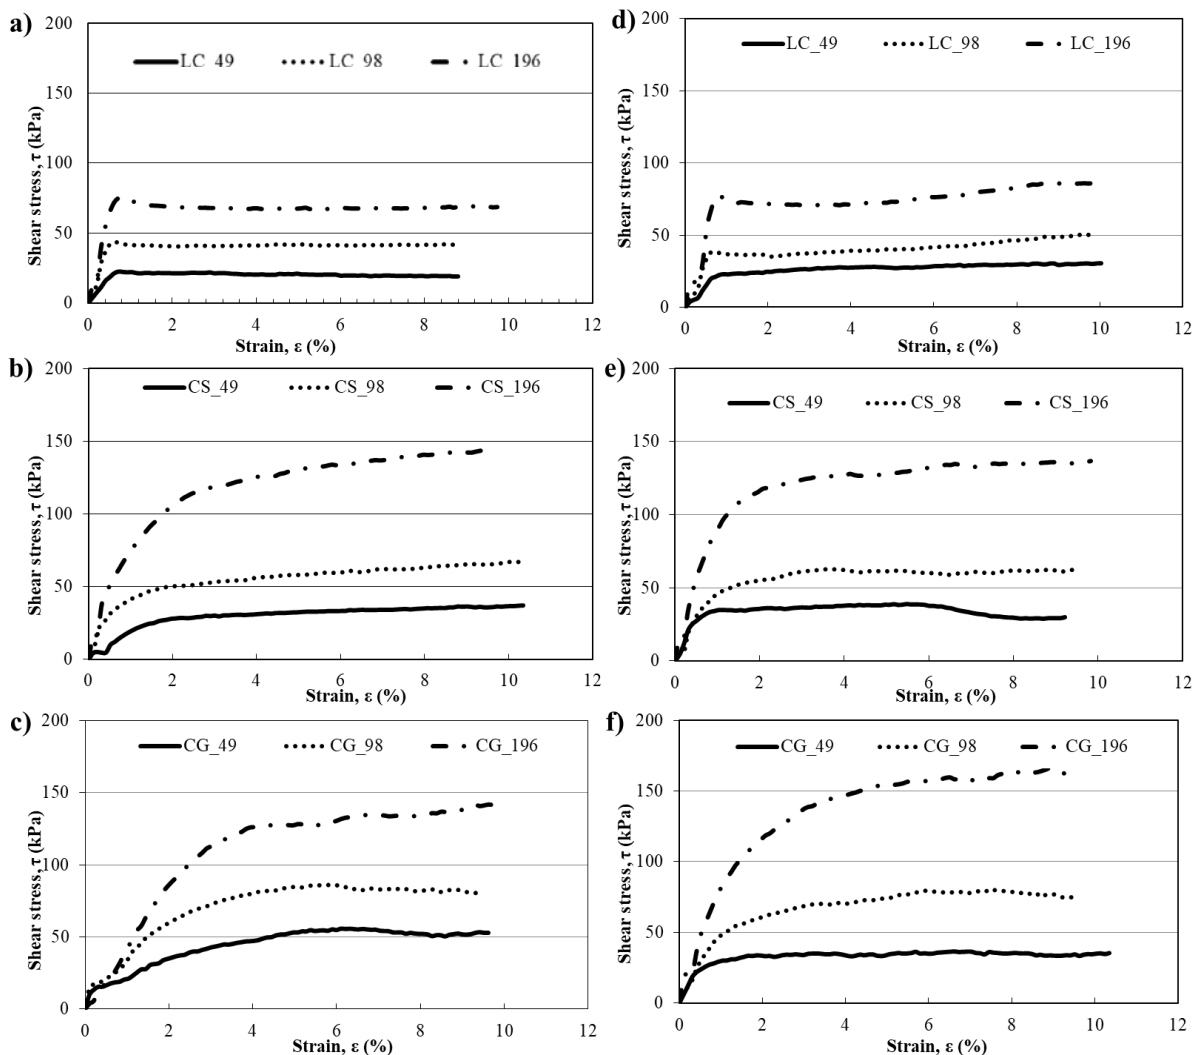 a)
200
150
100
50
0
0 2 4 6 8 10 12
LC_49 LC_98 LC_196
Shear stress, τ (kPa)
Strain, ε (%)
d)
200
150
100
50
0
0 2 4 6 8 10 12
LC_49 LC_98 LC_196
Shear stress, τ (kPa)
Strain, ε (%)
b)
200
150
100
50
0
0 2 4 6 8 10 12
CS_49 CS_98 CS_196
Shear stress, τ (kPa)
Strain, ε (%)
e)
200
150
100
50
0
0 2 4 6 8 10 12
CS_49 CS_98 CS_196
Shear stress, τ (kPa)
Strain, ε (%)
c)
200
150
100
50
0
0 2 4 6 8 10 12
CG_49 CG_98 CG_196
Shear stress, τ (kPa)
Strain, ε (%)
f)
200
150
100
50
0
0 2 4 6 8 10 12
CG_49 CG_98 CG_196
Shear stress, τ (kPa)
Strain, ε (%)